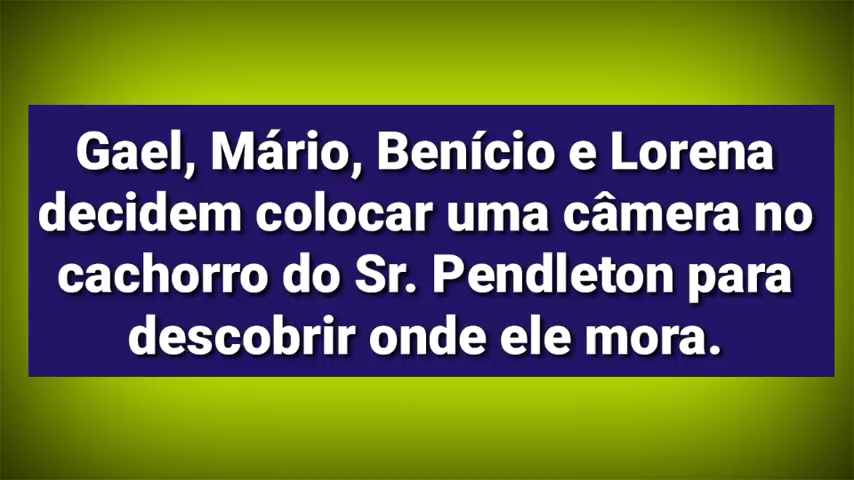 Gael, Mário, Benício e Lorena
decidem colocar uma câmera no
cachorro do Sr. Pendleton para
descobrir onde ele mora.